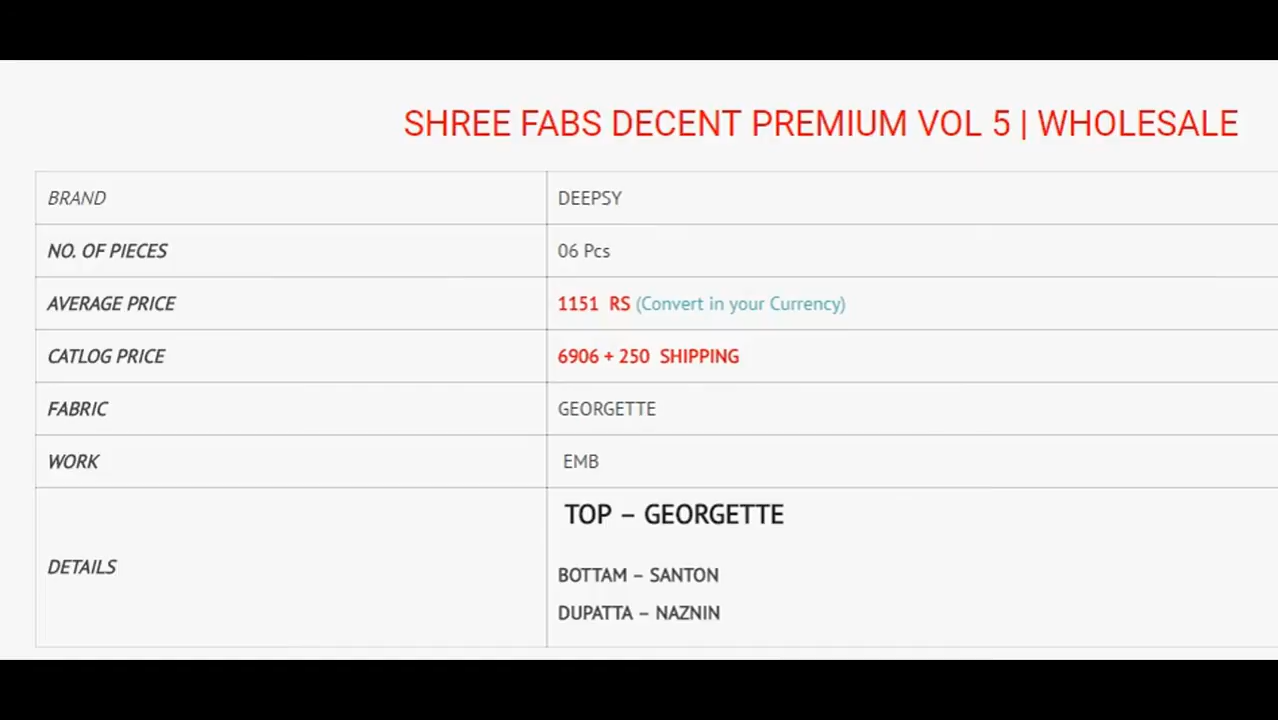 SHREE FABS DECENT PREMIUM VOL 5 | WHOLESALE
BRAND DEEPSY
NO. OF PIECES 06 Pcs
AVERAGE PRICE 1151 RS (Convert in your Currency)
CATLOG PRICE 6906 + 250 SHIPPING
FABRIC GEORGETTE
WORK EMB
DETAILS TOP – GEORGETTE
BOTTAM – SANTON
DUPATTA – NAZNIN